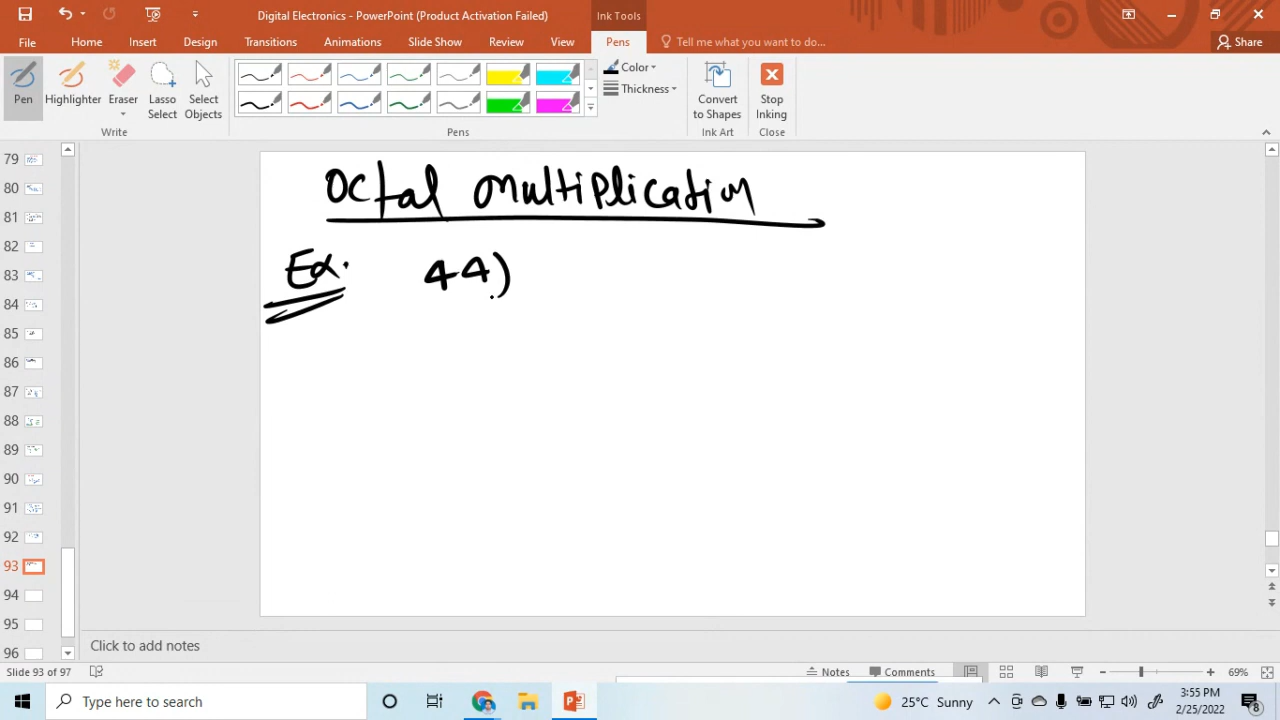 Digital Electronics - PowerPoint (Product Activation Failed)
Ink Tools
File Home Insert Design Transitions Animations Slide Show Review View Pens Tell me what you want to do... Share
Pen Highlighter Eraser Lasso Select Select Objects
Color
Thickness
Convert to Shapes Stop Inking
Write Pens Ink Art Close
79
80
81
82
83
84
85
86
87
88
89
90
91
92
93
94
95
96
Octal multiplication
Ex. 44)
Click to add notes
Slide 93 of 97 Notes Comments 69%
Type here to search 25°C Sunny 3:55 PM
2/25/2022 8